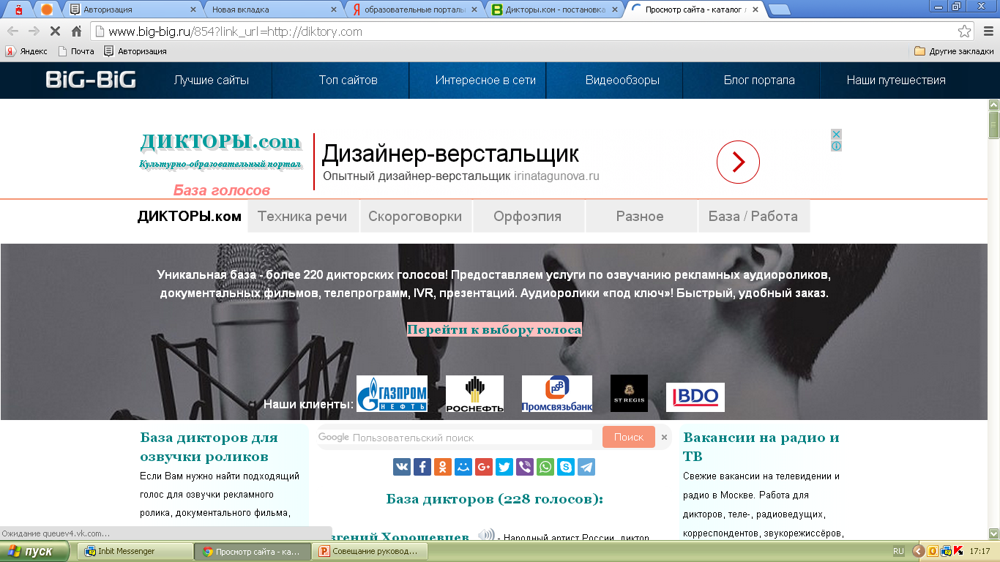 Авторизация
Новая вкладка
образовательные порталы
Дикторы.ком - постановка
Просмотр сайта - каталог
www.big-big.ru/854?link_url=http://diktory.com
Яндекс
Почта
Авторизация
Другие закладки
BiG-BiG
Лучшие сайты
Топ сайтов
Интересное в сети
Видеообзоры
Блог портала
Наши путешествия
ДИКТОРЫ.com
Культурно-образовательный портал
База голосов
Дизайнер-верстальщик
Опытный дизайнер-верстальщик irinatagunova.ru
ДИКТОРЫ.ком
Техника речи
Скороговорки
Орфоэпия
Разное
База / Работа
Уникальная база - более 220 дикторских голосов! Предоставляем услуги по озвучанию рекламных аудиороликов,
документальных фильмов, телепрограмм, IVR, презентаций. Аудиоролики «под ключ»! Быстрый, удобный заказ.
Перейти к выбору голоса
Наши клиенты:
ГАЗПРОМ
НЕФТЬ
РОСНЕФТЬ
PSB
Промсвязьбанк
ST REGIS
BDO
База дикторов для
озвучки роликов
Если Вам нужно найти подходящий
голос для озвучки рекламного
ролика, документального фильма,
Google Пользовательский поиск
Поиск
База дикторов (228 голосов):
вгений Хорошевцев - Народный артист России, диктор
Вакансии на радио и
ТВ
Свежие вакансии на телевидении и
радио в Москве. Работа для
дикторов, теле-, радиоведущих,
корреспондентов, звукорежиссёров,
Ожидание queuev4.vk.com...
пуск
Inbit Messenger
Просмотр сайта - ка...
Совещание руковод...
RU
17:17